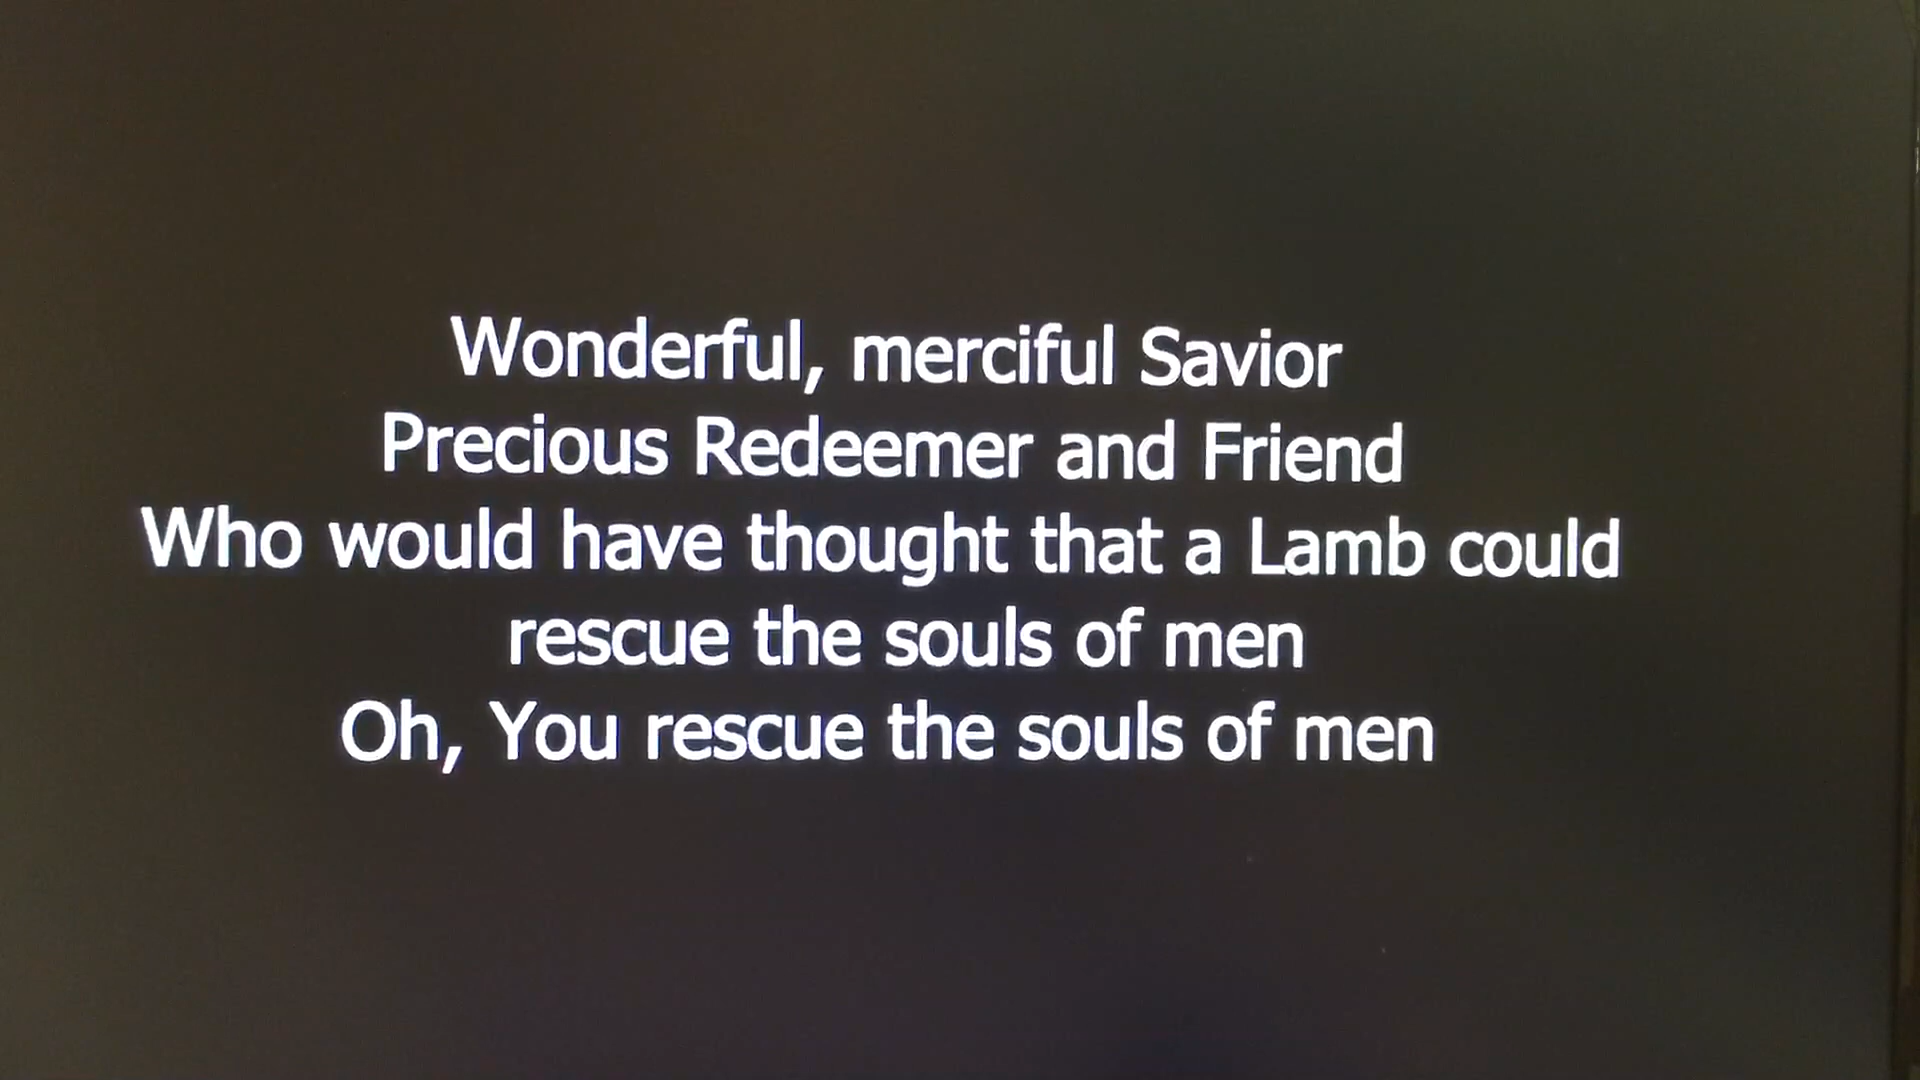 Wonderful, merciful Savior
Precious Redeemer and Friend
Who would have thought that a Lamb could
rescue the souls of men
Oh, You rescue the souls of men